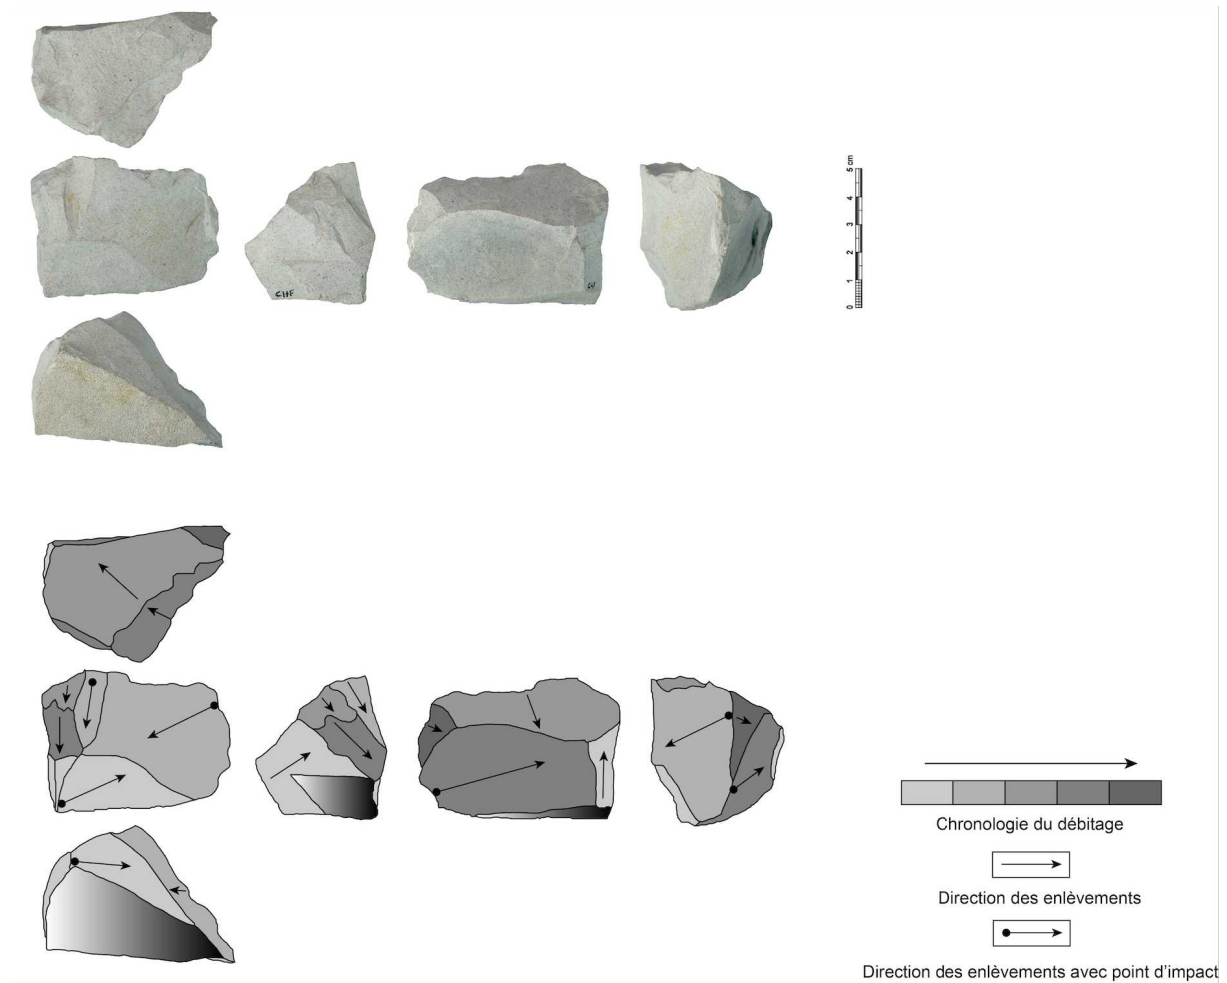 5 cm
4
3
2
1
0
CHF
Chronologie du débitage
Direction des enlèvements
Direction des enlèvements avec point d'impact